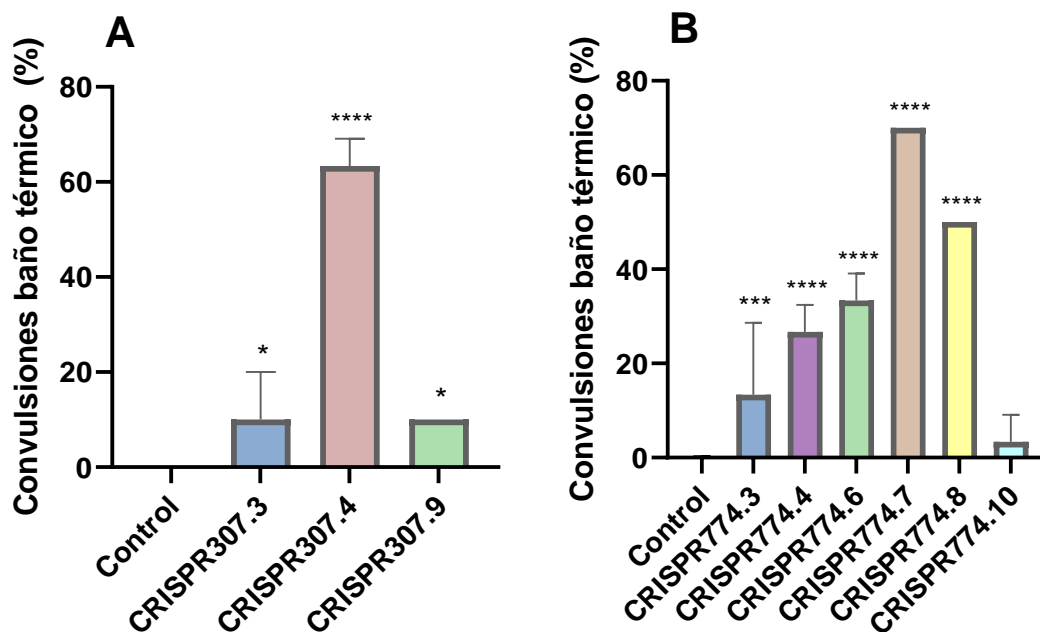 A
Convulsiones baño térmico (%)
80
60
40
20
0
*
****
*
Control
CRISPR307.3
CRISPR307.4
CRISPR307.9
B
Convulsiones baño térmico (%)
80
60
40
20
0
***
****
****
****
****
Control
CRISPR774.3
CRISPR774.4
CRISPR774.6
CRISPR774.7
CRISPR774.8
CRISPR774.10